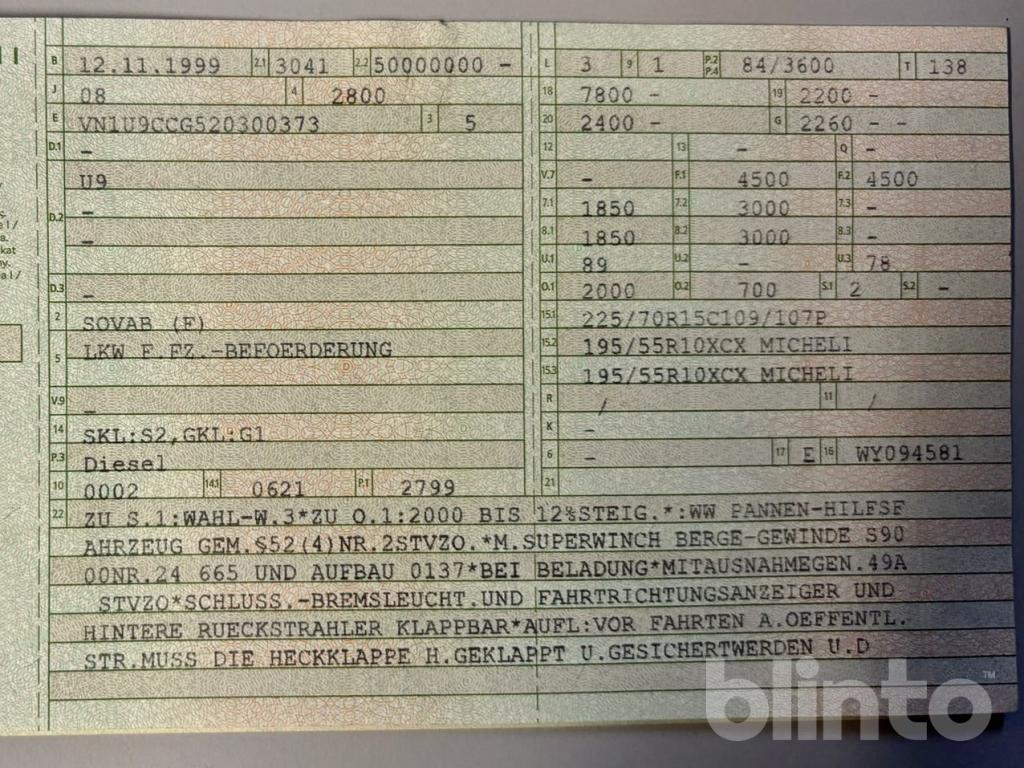 B 12.11.1999 2.1 3041 2.2 50000000 -
J 08 4 2800
E VN1U9CCG520300373 3 5
D.1 -
U9
D.2 -
-
D.3 -
2 SOVAB (F)
5 LKW F.FZ.-BEFOERDERUNG
V.9 -
14 SKL:S2,GKL:G1
P.3 Diesel
10 0002 14.1 0621 P.1 2799
L 3 9 1 P.2 P.4 84/3600 T 138
18 7800 - 19 2200 -
20 2400 - G 2260 - -
12 13 - Q -
V.7 - F.1 4500 F.2 4500
7.1 1850 7.2 3000 7.3 -
8.1 1850 8.2 3000 8.3 -
U.1 89 U.2 - U.3 78
O.1 2000 O.2 700 S.1 2 S.2 -
15.1 225/70R15C109/107P
15.2 195/55R10XCX MICHELI
15.3 195/55R10XCX MICHELI
R / 11 /
K -
6 - 17 E 16 WY094581
21
22 ZU S.1:WAHL-W.3*ZU O.1:2000 BIS 12%STEIG.*:WW PANNEN-HILFSF
AHRZEUG GEM.§52(4)NR.2STVZO.*M.SUPERWINCH BERGE-GEWINDE S90
00NR.24 665 UND AUFBAU 0137*BEI BELADUNG*MITAUSNAHMEGEN.49A
STVZO*SCHLUSS.-BREMSLEUCHT.UND FAHRTRICHTUNGSANZEIGER UND
HINTERE RUECKSTRAHLER KLAPPBAR*AUFL:VOR FAHRTEN A.OEFFENTL.
STR.MUSS DIE HECKKLAPPE H.GEKLAPPT U.GESICHERTWERDEN U.D
blinto™